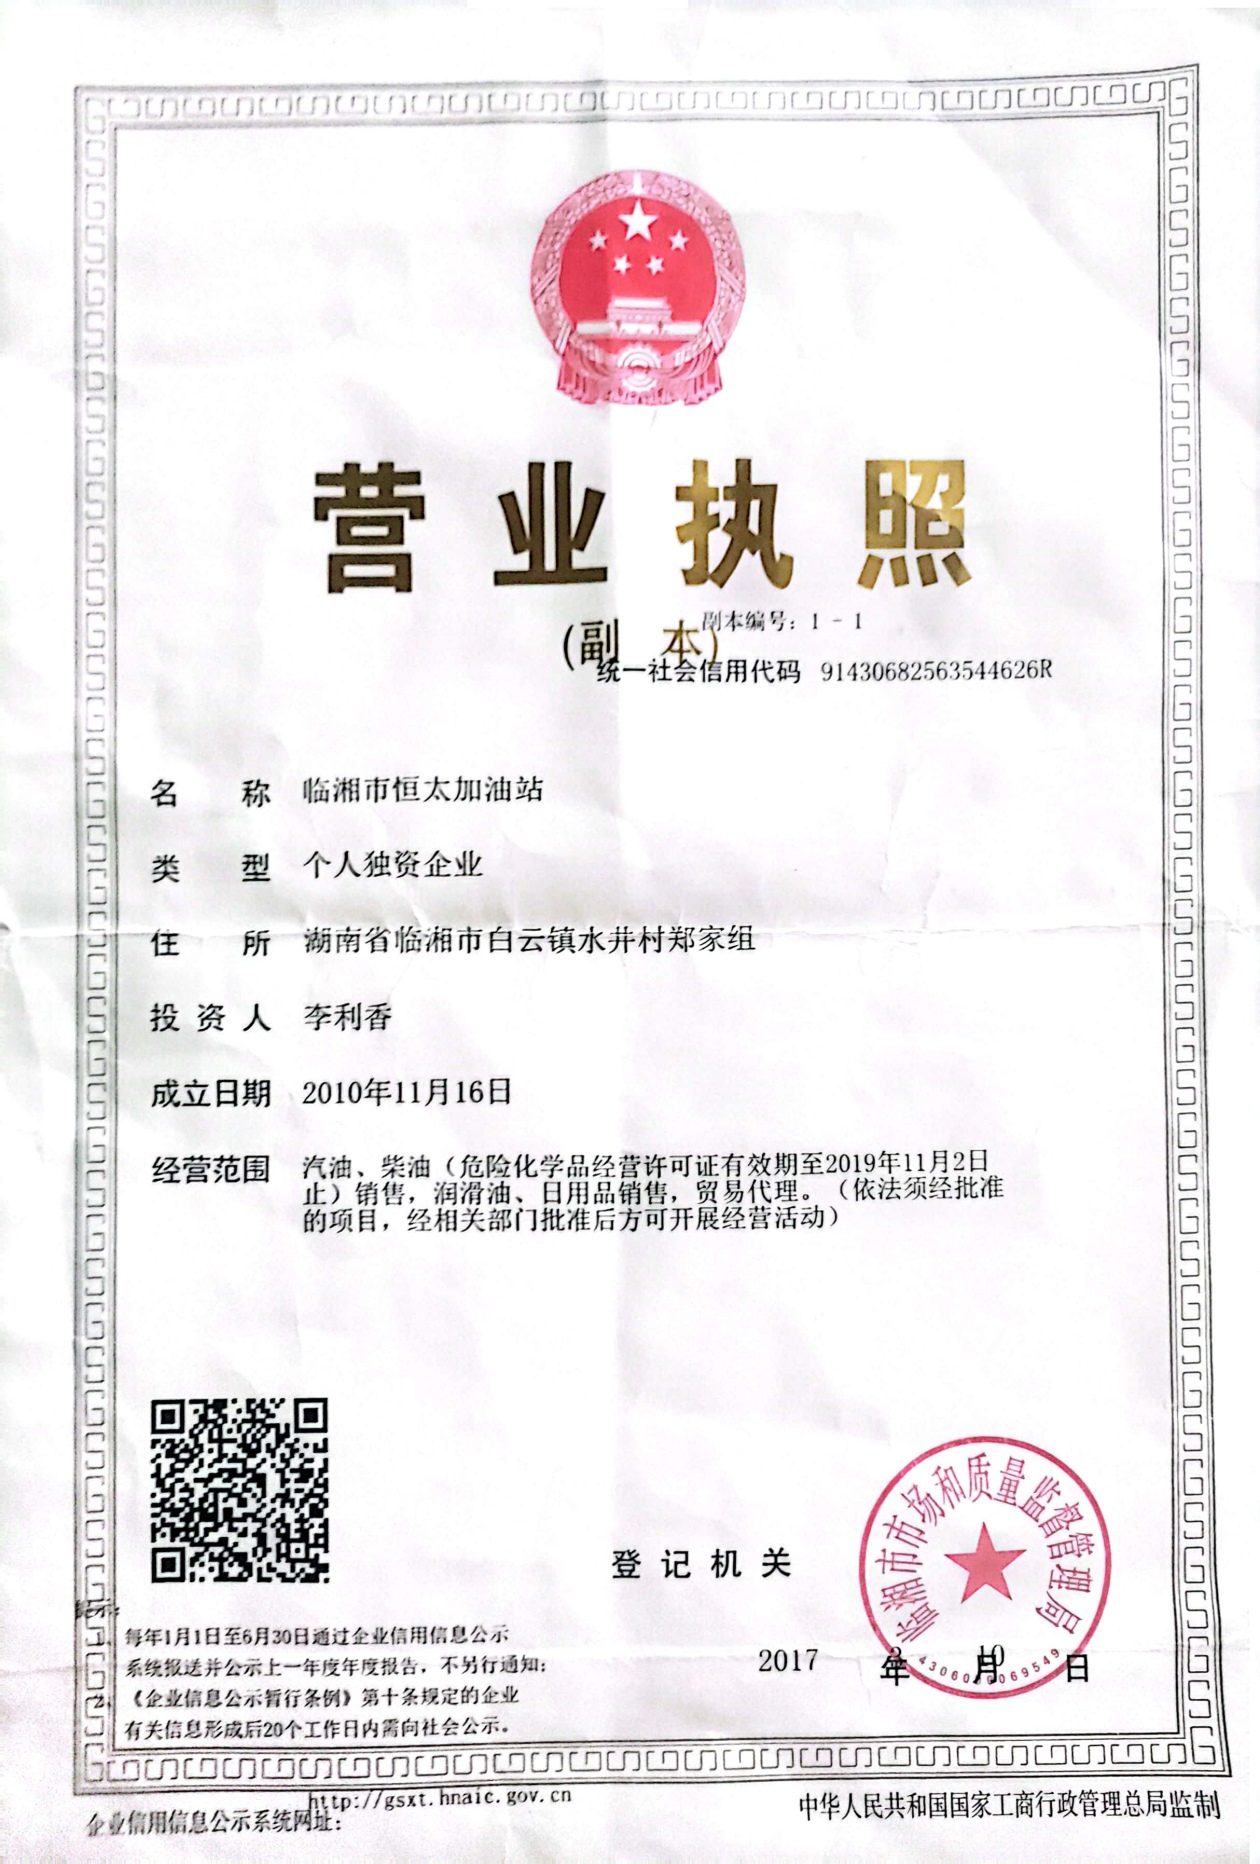 营业执照
(副 本)
副本编号：1 - 1
统一社会信用代码 91430682563544626R
名称 临湘市恒太加油站
类型 个人独资企业
住所 湖南省临湘市白云镇水井村郑家组
投资人 李利香
成立日期 2010年11月16日
经营范围 汽油、柴油（危险化学品经营许可证有效期至2019年11月2日
止）销售，润滑油、日用品销售，贸易代理。（依法须经批准
的项目，经相关部门批准后方可开展经营活动）
登记机关
临湘市市场和质量监督管理局
2017 年 3 月 10 日
提示：
1、每年1月1日至6月30日通过企业信用信息公示
系统报送并公示上一年度年度报告，不另行通知；
2、《企业信息公示暂行条例》第十条规定的企业
有关信息形成后20个工作日内需向社会公示。
企业信用信息公示系统网址：
http://gsxt.hnaic.gov.cn
中华人民共和国国家工商行政管理总局监制